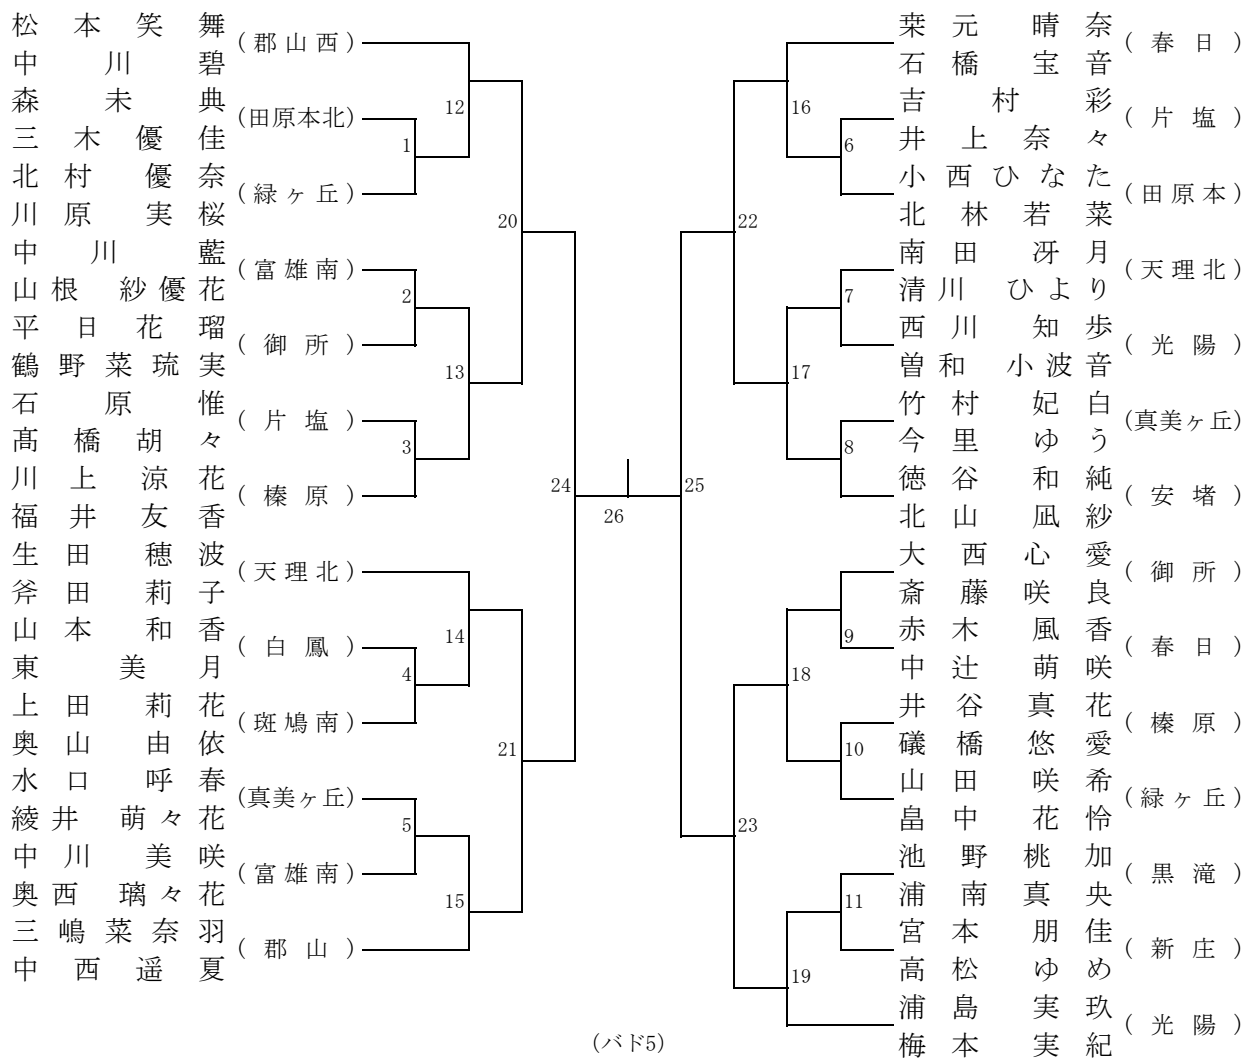 松本笑舞
中川碧
(郡山西)
森未典
三木優佳
(田原本北)
北村優奈
川原実桜
(緑ヶ丘)
中川藍
山根紗優花
(富雄南)
平日花瑠
鶴野菜琉実
(御所)
石原惟
髙橋胡々
(片塩)
川上涼花
福井友香
(榛原)
生田穂波
斧田莉子
(天理北)
山本和香
東美月
(白鳳)
上田莉花
奥山由依
(斑鳩南)
水口呼春
綾井萌々花
(真美ヶ丘)
中川美咲
奥西璃々花
(富雄南)
三嶋菜奈羽
中西遥夏
(郡山)
12
1
20
2
13
3
24
14
4
21
5
15
26
25
16
6
22
7
17
8
9
18
10
23
11
19
桒元晴奈
石橋宝音
(春日)
吉村彩
井上奈々
(片塩)
小西ひなた
北林若菜
(田原本)
南田冴月
清川ひより
(天理北)
西川知歩
曽和小波音
(光陽)
竹村妃白
今里ゆう
(真美ヶ丘)
徳谷和純
北山凪紗
(安堵)
大西心愛
斎藤咲良
(御所)
赤木風香
中辻萌咲
(春日)
井谷真花
礒橋悠愛
(榛原)
山田咲希
畠中花怜
(緑ヶ丘)
池野桃加
浦南真央
(黒滝)
宮本朋佳
高松ゆめ
(新庄)
浦島実玖
梅本実紀
(光陽)
(バド5)